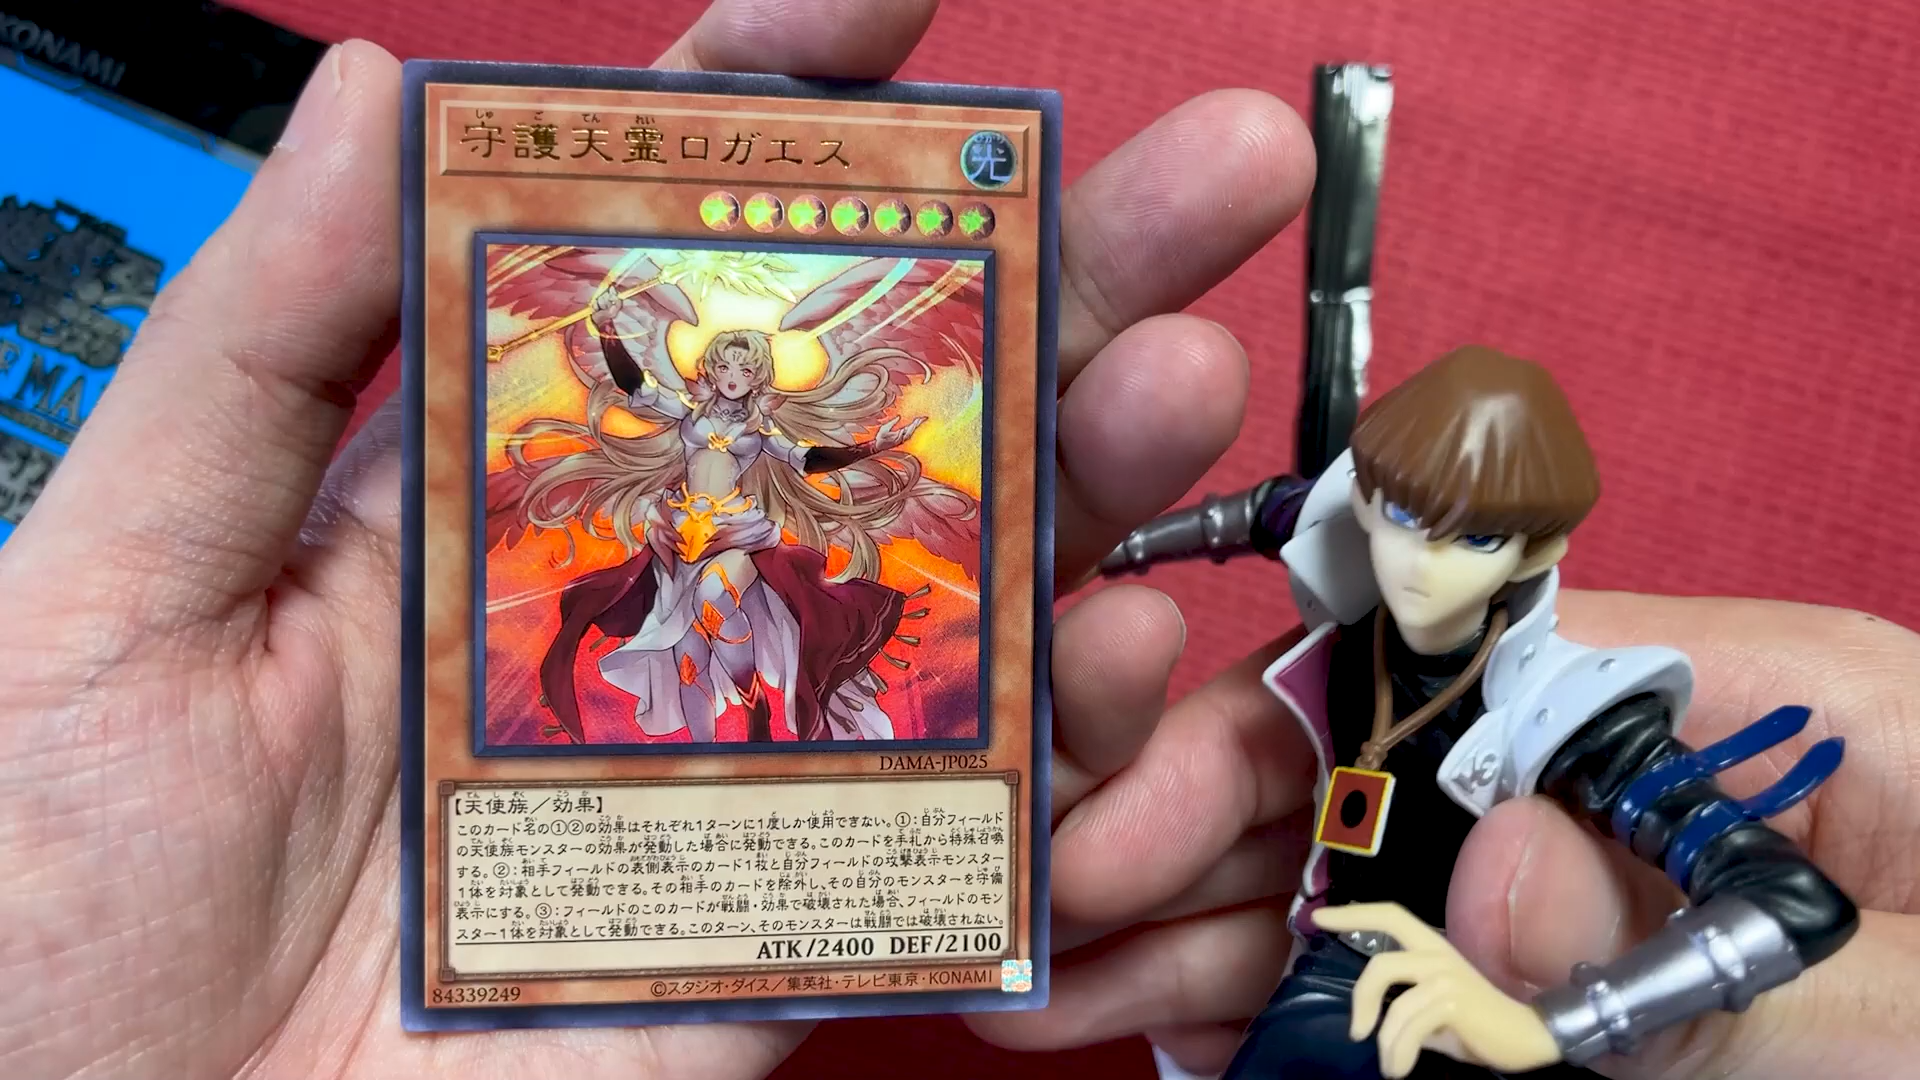 KONAMI
守護天霊ロガエス
光
DAMA-JP025
【天使族／効果】
このカード名の①②の効果はそれぞれ1ターンに1度しか使用できない。①：自分フィールド
の天使族モンスターの効果が発動した場合に発動できる。このカードを手札から特殊召喚
する。②：相手フィールドの表側表示のカード1枚と自分フィールドの攻撃表示モンスター
1体を対象として発動できる。その相手のカードを除外し、その自分のモンスターを守備
表示にする。③：フィールドのこのカードが戦闘・効果で破壊された場合、フィールドのモン
スター1体を対象として発動できる。このターン、そのモンスターは戦闘では破壊されない。
ATK/2400 DEF/2100
84339249
©スタジオ・ダイス／集英社・テレビ東京・KONAMI